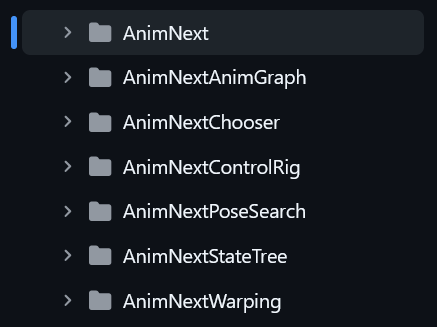 AnimNext
AnimNextAnimGraph
AnimNextChooser
AnimNextControlRig
AnimNextPoseSearch
AnimNextStateTree
AnimNextWarping